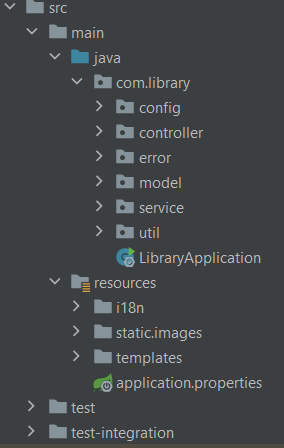 src
main
java
com.library
config
controller
error
model
service
util
LibraryApplication
resources
i18n
static.images
templates
application.properties
test
test-integration